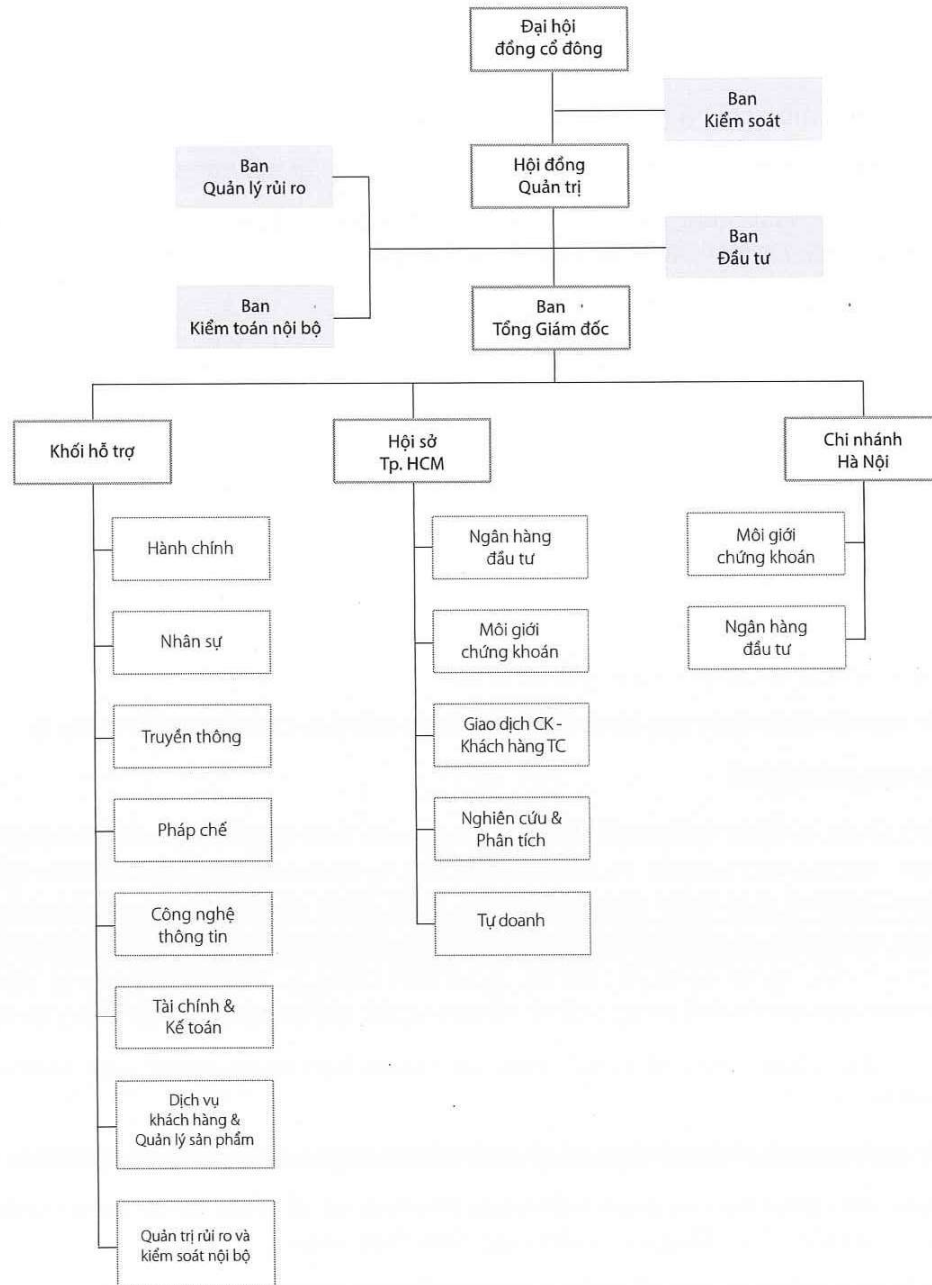 Đại hội
đồng cổ đông
Ban
Kiểm soát
Hội đồng
Quản trị
Ban
Quản lý rủi ro
Ban
Đầu tư
Ban
Kiểm toán nội bộ
Ban
Tổng Giám đốc
Khối hỗ trợ
Hội sở
Tp. HCM
Chi nhánh
Hà Nội
Hành chính
Nhân sự
Truyền thông
Pháp chế
Công nghệ
thông tin
Tài chính &
Kế toán
Dịch vụ
khách hàng &
Quản lý sản phẩm
Quản trị rủi ro và
kiểm soát nội bộ
Ngân hàng
đầu tư
Môi giới
chứng khoán
Giao dịch CK -
Khách hàng TC
Nghiên cứu &
Phân tích
Tự doanh
Môi giới
chứng khoán
Ngân hàng
đầu tư